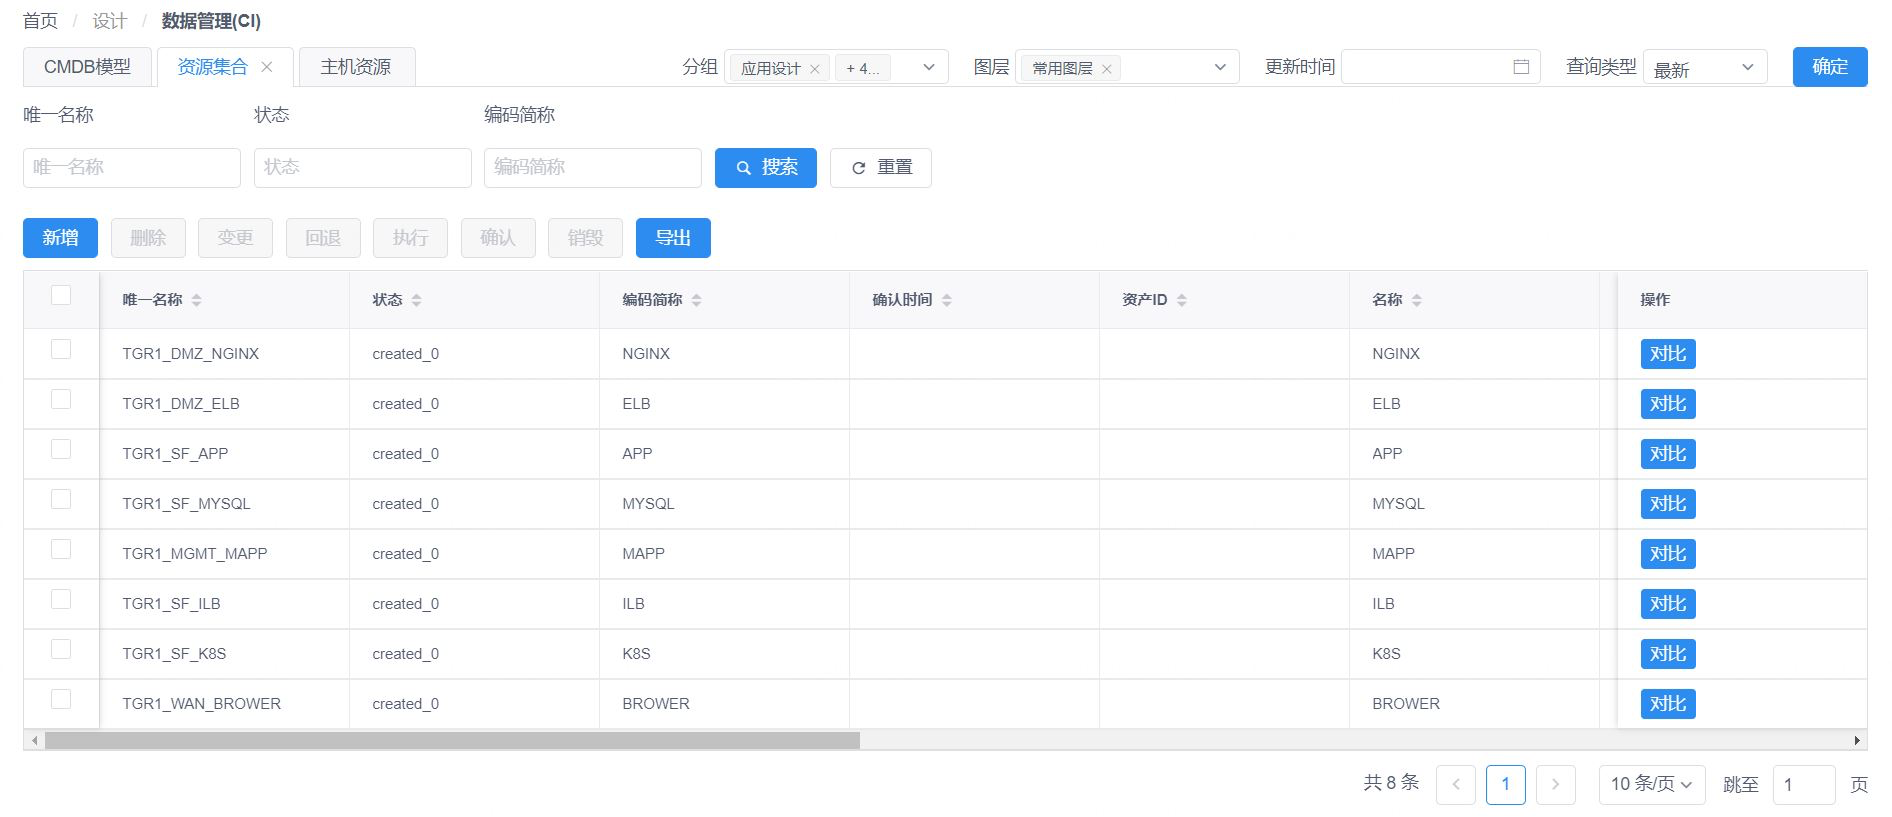 首页 / 设计 / 数据管理(CI)
CMDB模型 资源集合 主机资源 分组 应用设计 + 4... 图层 常用图层 更新时间 查询类型 最新 确定
唯一名称 状态 编码简称
唯一名称 状态 编码简称 搜索 重置
新增 删除 变更 回退 执行 确认 销毁 导出
唯一名称 状态 编码简称 确认时间 资产ID 名称 操作
TGR1_DMZ_NGINX created_0 NGINX NGINX 对比
TGR1_DMZ_ELB created_0 ELB ELB 对比
TGR1_SF_APP created_0 APP APP 对比
TGR1_SF_MYSQL created_0 MYSQL MYSQL 对比
TGR1_MGMT_MAPP created_0 MAPP MAPP 对比
TGR1_SF_ILB created_0 ILB ILB 对比
TGR1_SF_K8S created_0 K8S K8S 对比
TGR1_WAN_BROWER created_0 BROWER BROWER 对比
共 8 条 1 10 条/页 跳至 1 页